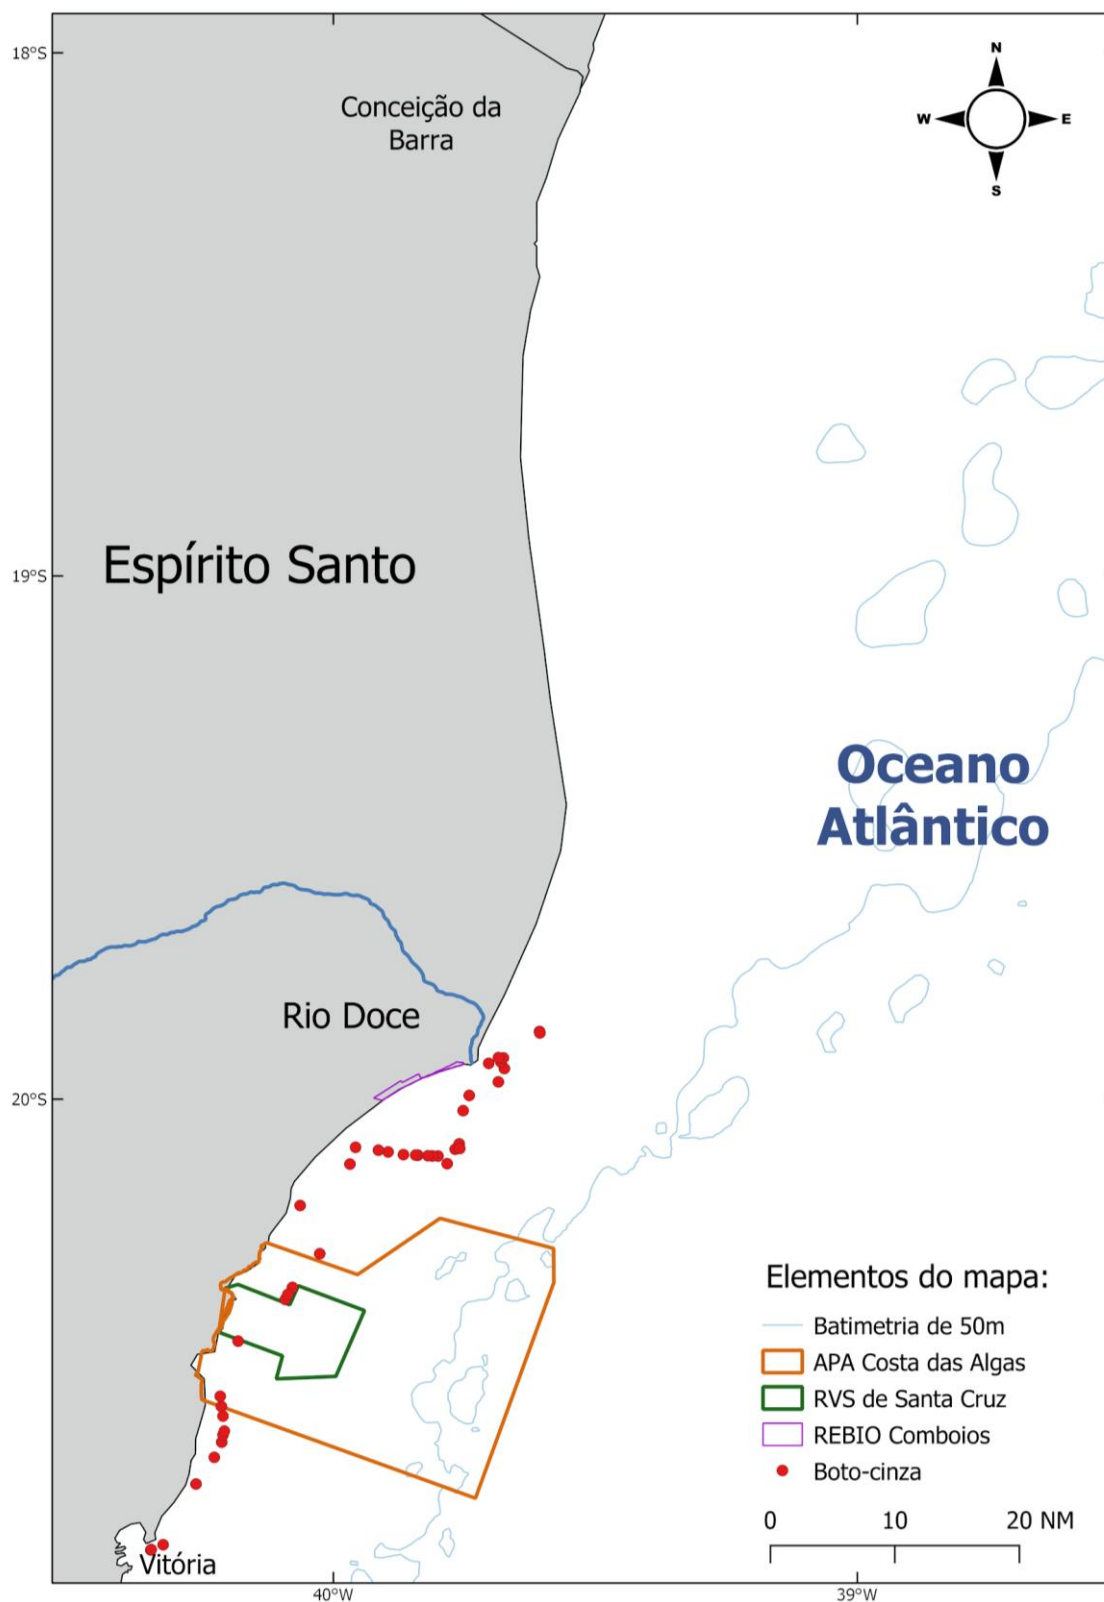 18°S
Conceição da
Barra
N
W
E
S
19°S
Espírito Santo
Oceano
Atlântico
Rio Doce
20°S
Elementos do mapa:
Batimetria de 50m
APA Costa das Algas
RVS de Santa Cruz
REBIO Comboios
Boto-cinza
0 10 20 NM
Vitória
40°W
39°W